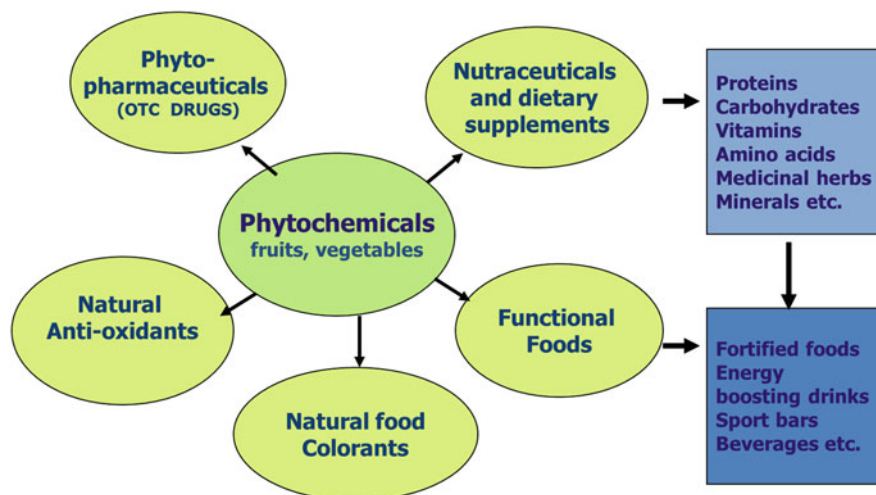 Phyto-
pharmaceuticals
(OTC DRUGS)
Nutraceuticals
and dietary
supplements
Proteins
Carbohydrates
Vitamins
Amino acids
Medicinal herbs
Minerals etc.
Phytochemicals
fruits, vegetables
Natural
Anti-oxidants
Functional
Foods
Natural food
Colorants
Fortified foods
Energy
boosting drinks
Sport bars
Beverages etc.